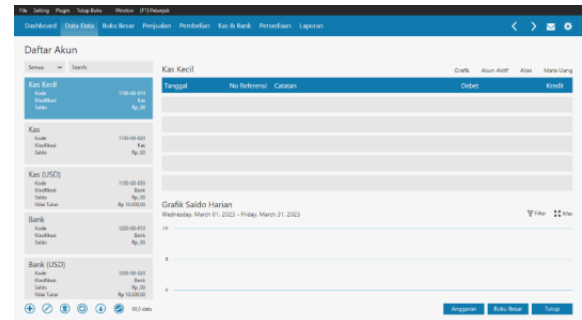 File Setting Plugin Tutup Buku Window [F1] Petunjuk
Dashboard Data-Data Buku Besar Penjualan Pembelian Kas & Bank Persediaan Laporan
Daftar Akun
Semua Search
Kas Kecil
Grafik Akun Aktif Alias Mata Uang
Kas Kecil
Kode 1100-00-010
Klasifikasi Kas
Saldo Rp ,00
Tanggal No Referensi Catatan Debet Kredit
Kas
Kode 1100-00-020
Klasifikasi Kas
Saldo Rp ,00
Kas (USD)
Kode 1100-00-030
Klasifikasi Bank
Saldo Rp ,00
Nilai Tukar Rp 10.000,00
Grafik Saldo Harian
Wednesday, March 01, 2023 - Friday, March 31, 2023
Filter Max
Bank
Kode 1200-00-010
Klasifikasi Bank
Saldo Rp ,00
Bank (USD)
Kode 1200-00-020
Klasifikasi Bank
Saldo Rp ,00
Nilai Tukar Rp 10.000,00
10
5
0
data
Anggaran Buku Besar Tutup